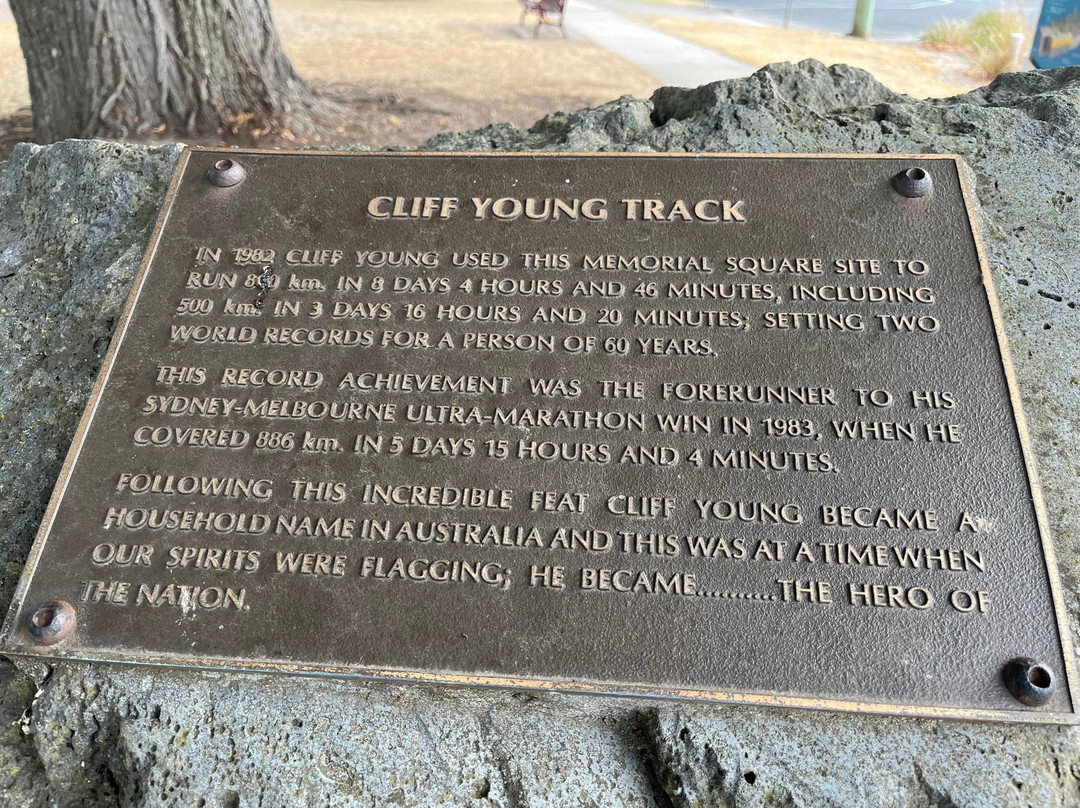 CLIFF YOUNG TRACK
IN 1982 CLIFF YOUNG USED THIS MEMORIAL SQUARE SITE TO
RUN km. IN 8 DAYS 4 HOURS AND 46 MINUTES, INCLUDING
500 km. IN 3 DAYS 16 HOURS AND 20 MINUTES; SETTING TWO
WORLD RECORDS FOR A PERSON OF 60 YEARS.
THIS RECORD ACHIEVEMENT WAS THE FORERUNNER TO HIS
SYDNEY-MELBOURNE ULTRA-MARATHON WIN IN 1983, WHEN HE
COVERED 886 km. IN 5 DAYS 15 HOURS AND 4 MINUTES.
FOLLOWING THIS INCREDIBLE FEAT CLIFF YOUNG BECAME A
HOUSEHOLD NAME IN AUSTRALIA AND THIS WAS AT A TIME WHEN
OUR SPIRITS WERE FLAGGING; HE BECAME..........THE HERO OF
THE NATION.